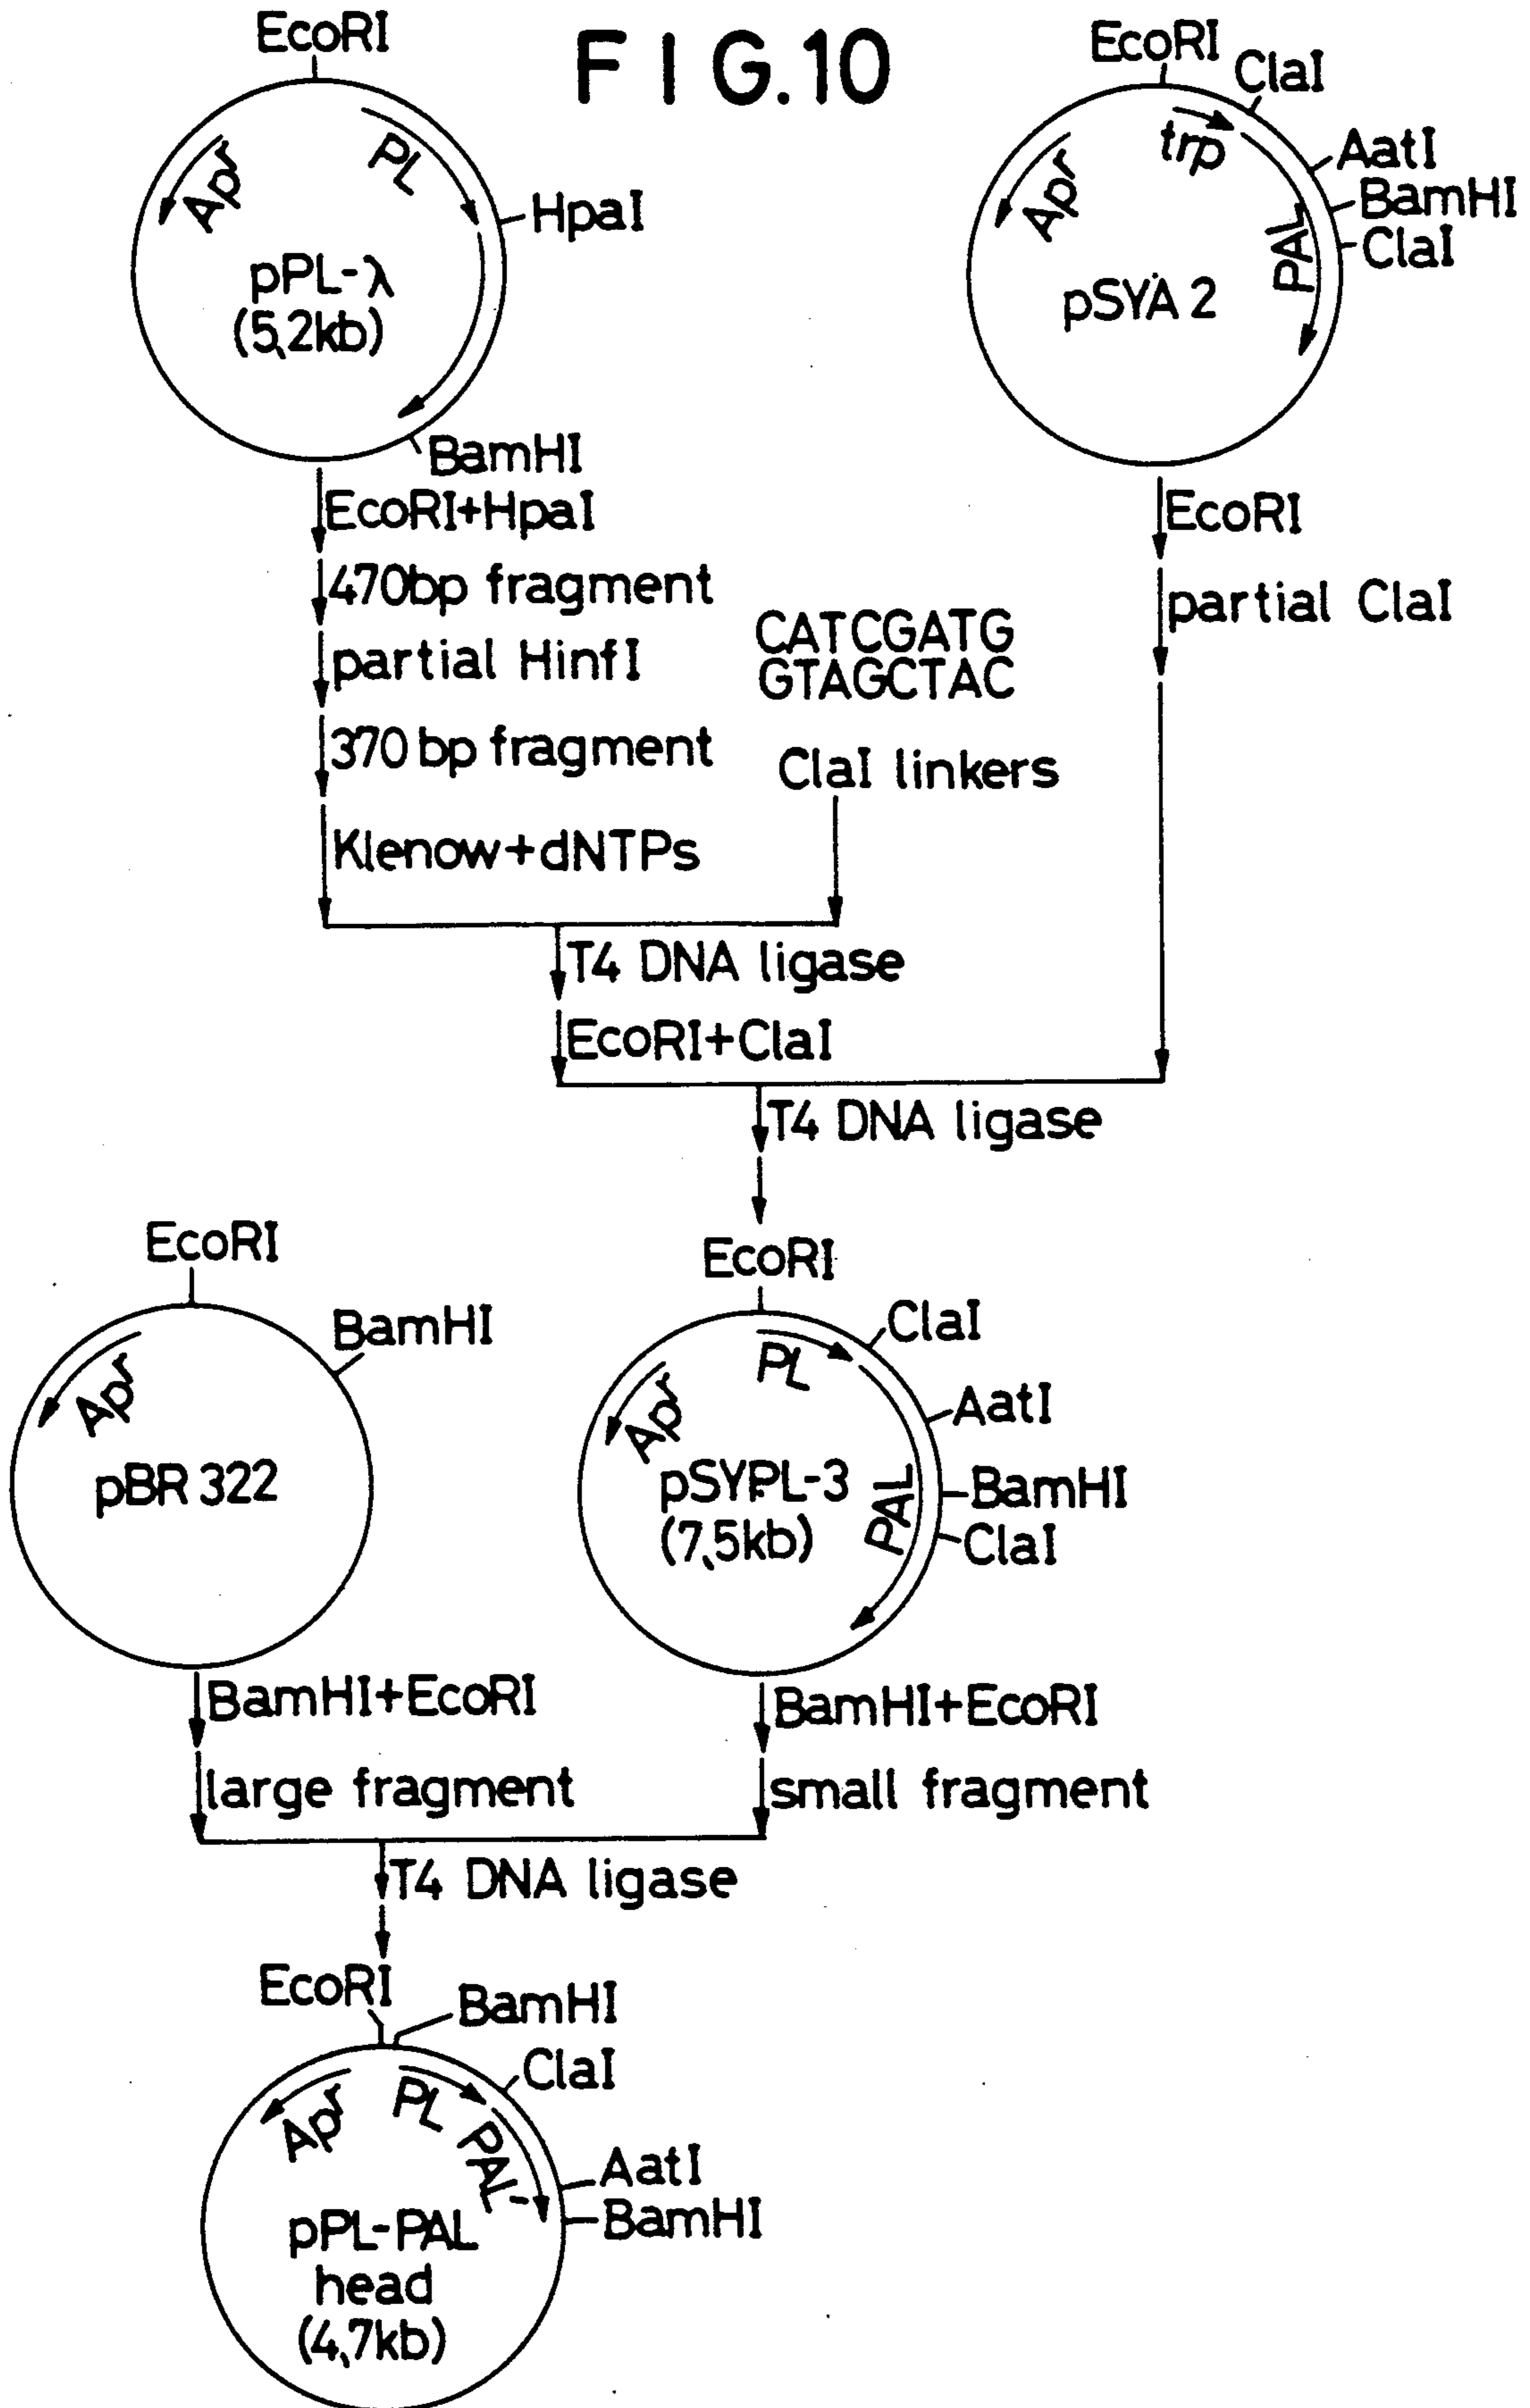 FIG.10
EcoRI
PL
Apr
HpaI
pPL-λ
(5,2kb)
BamHI
EcoRI+HpaI
470bp fragment
partial HinfI
370 bp fragment
Klenow+dNTPs
EcoRI
ClaI
trp
Apr
AatI
BamHI
ClaI
PAL
pSYA 2
EcoRI
partial ClaI
CATCGATG
GTAGCTAC
ClaI linkers
T4 DNA ligase
EcoRI+ClaI
T4 DNA ligase
EcoRI
BamHI
Apr
pBR 322
BamHI+EcoRI
large fragment
EcoRI
ClaI
PL
Apr
AatI
pSYPL-3
(7,5kb)
PAL
BamHI
ClaI
BamHI+EcoRI
small fragment
T4 DNA ligase
EcoRI
BamHI
ClaI
Apr
PL
PAL-
AatI
BamHI
pPL-PAL
head
(4,7kb)